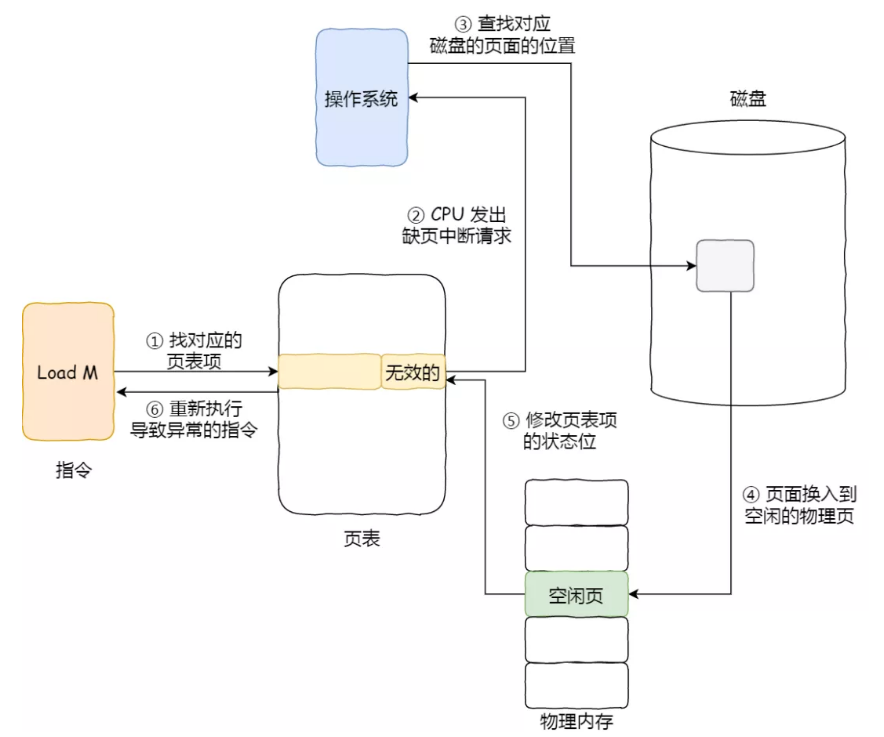 ③ 查找对应
磁盘的页面的位置
操作系统
磁盘
② CPU 发出
缺页中断请求
① 找对应的
页表项
Load M
无效的
⑥ 重新执行
导致异常的指令
指令
⑤ 修改页表项
的状态位
④ 页面换入到
空闲的物理页
页表
空闲页
物理内存